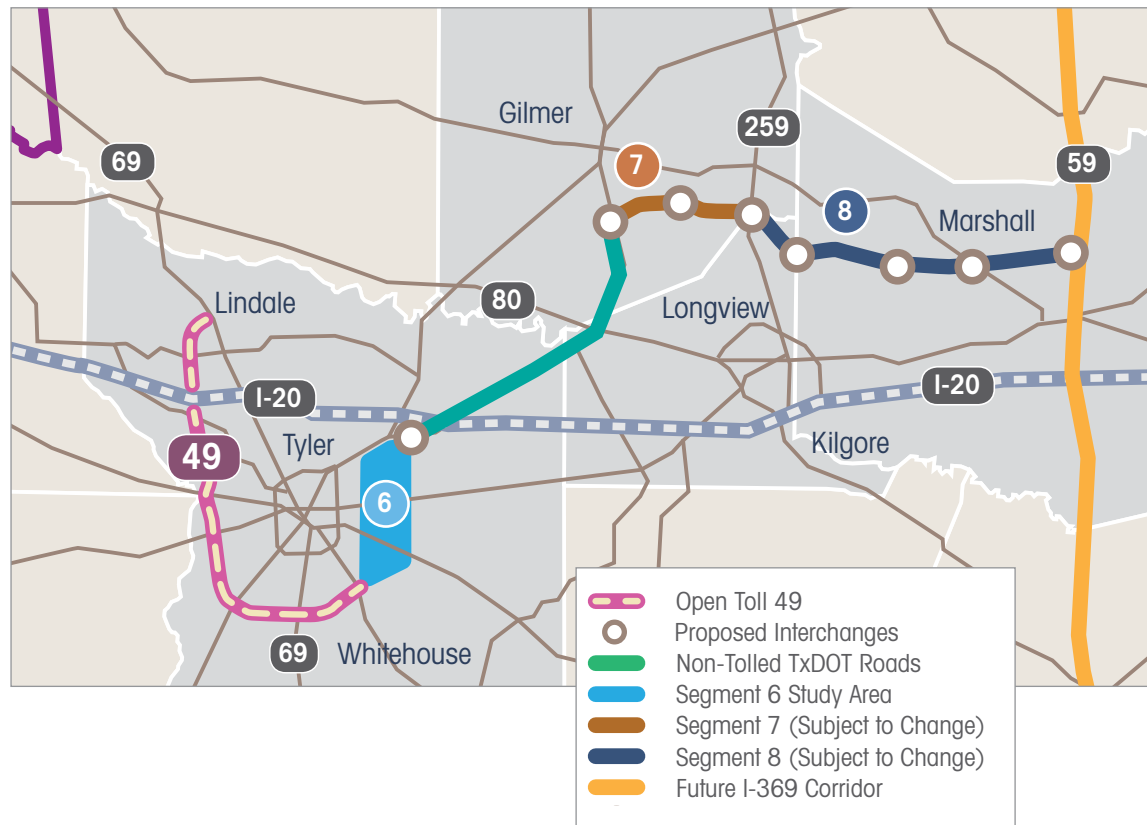 Gilmer
259
69
7
59
8
Marshall
Lindale
80
Longview
I-20
I-20
Tyler
49
Kilgore
6
69
Whitehouse
Open Toll 49
Proposed Interchanges
Non-Tolled TxDOT Roads
Segment 6 Study Area
Segment 7 (Subject to Change)
Segment 8 (Subject to Change)
Future I-369 Corridor